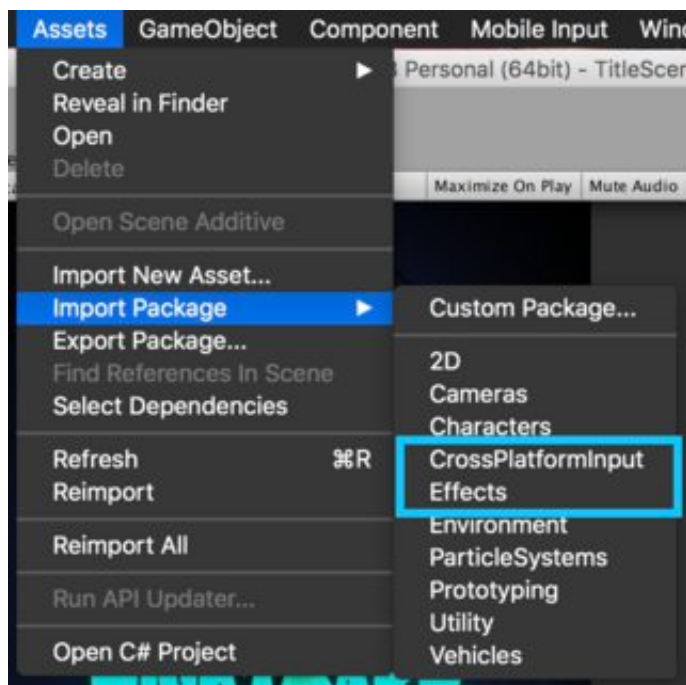 Assets GameObject Component Mobile Input
Personal (64bit) -
Maximize On Play Mute Audio
Create
Reveal in Finder
Open
Delete
Open Scene Additive
Import New Asset...
Import Package
Export Package...
Find References In Scene
Select Dependencies
Refresh ⌘R
Reimport
Reimport All
Run API Updater...
Open C# Project
Custom Package...
2D
Cameras
Characters
CrossPlatformInput
Effects
Environment
ParticleSystems
Prototyping
Utility
Vehicles